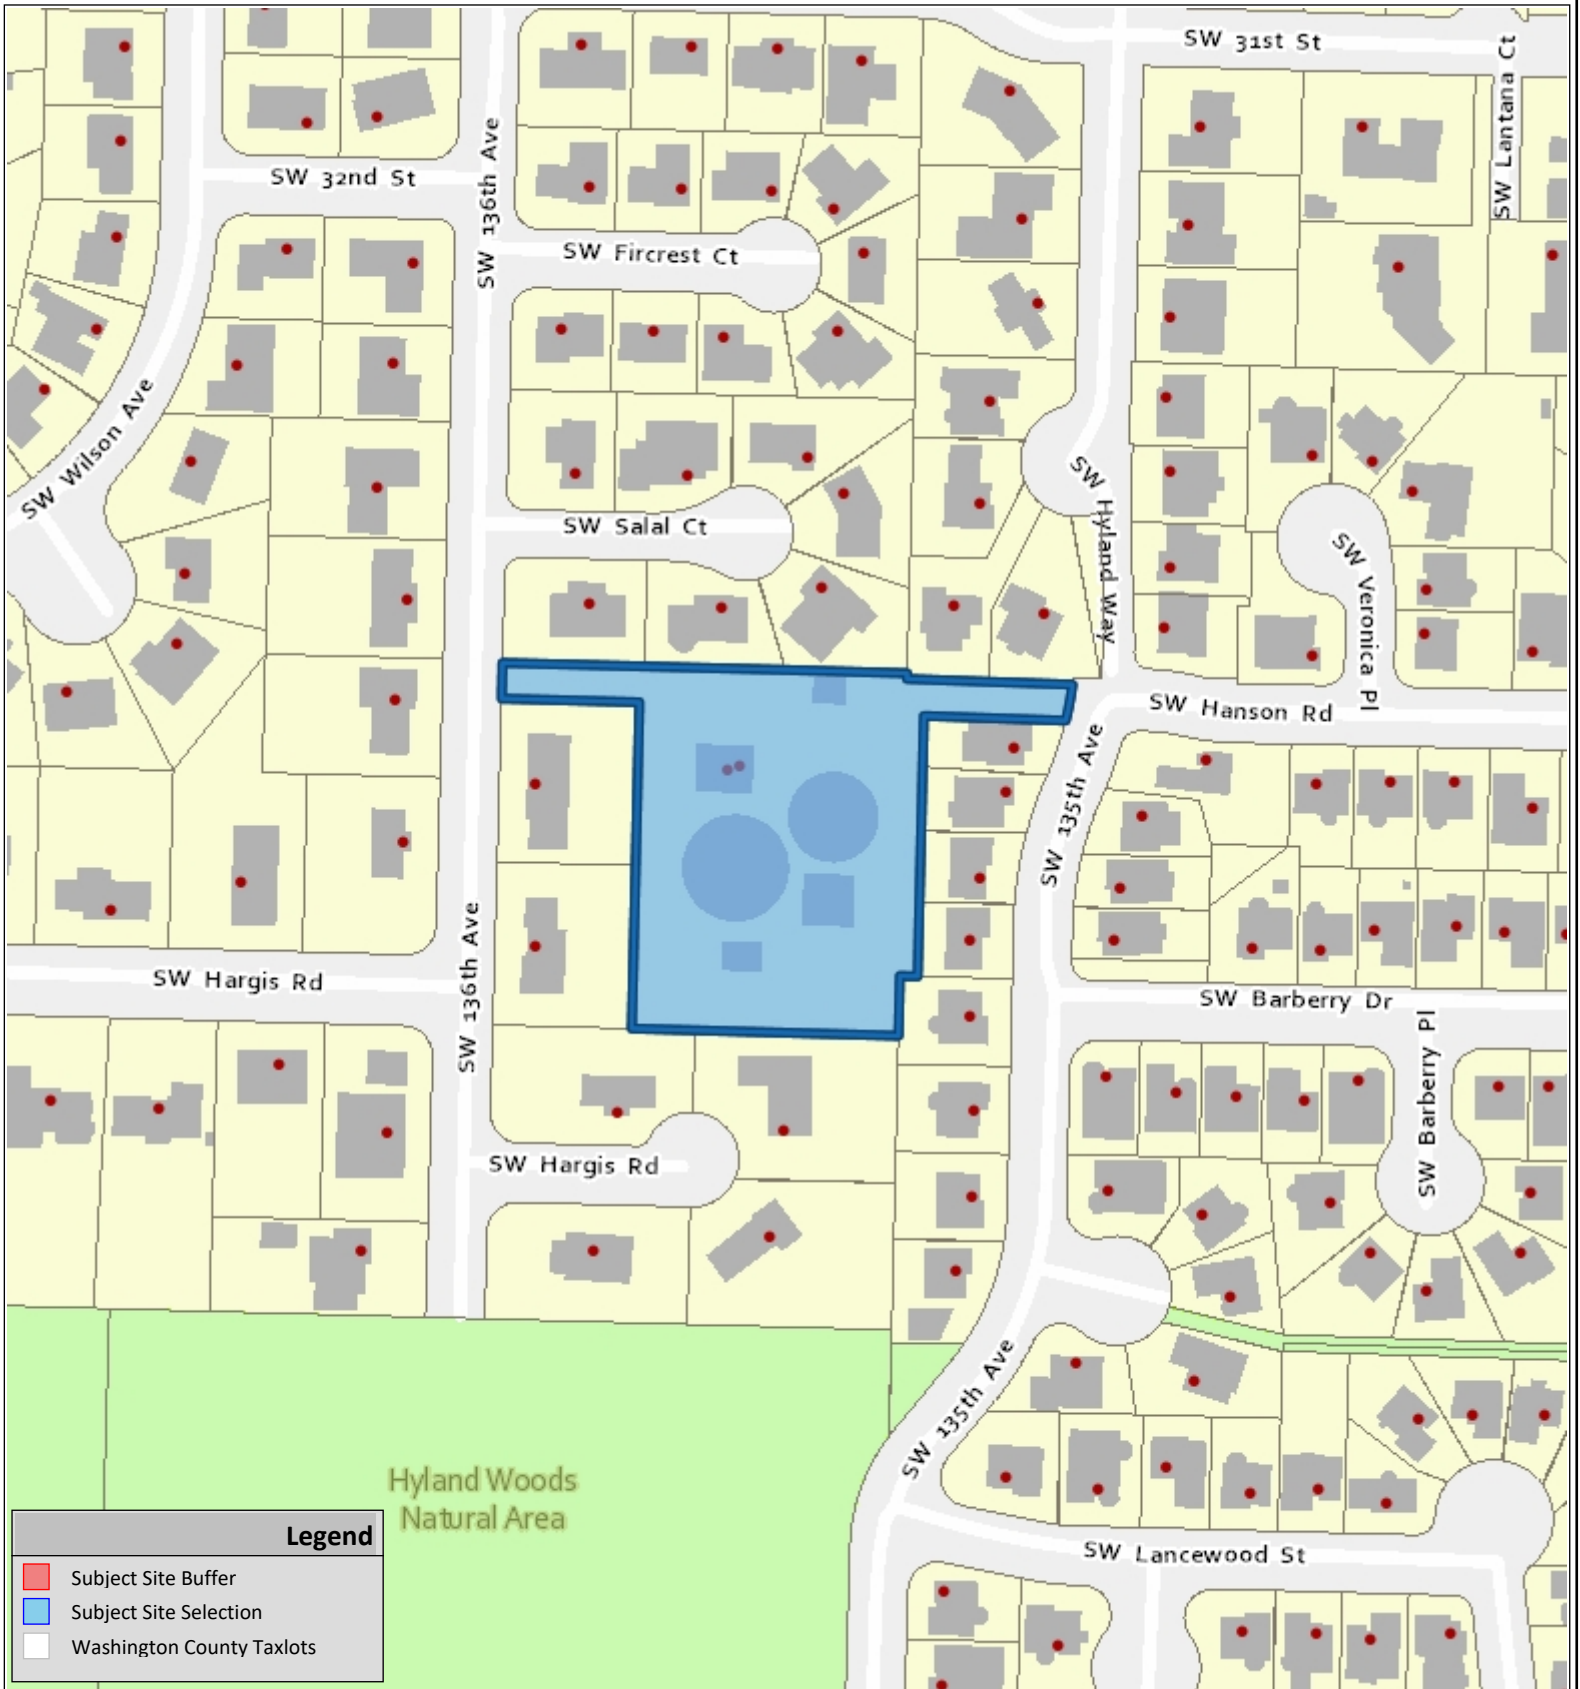 SW 31st St
SW Lantana Ct
SW 136th Ave
SW 32nd St
SW Fircrest Ct
SW Wilson Ave
SW Hyland Way
SW Salal Ct
SW Veronica Pl
SW Hanson Rd
SW 135th Ave
SW 136th Ave
SW Hargis Rd
SW Barberry Dr
SW Barberry Pl
SW Hargis Rd
SW 135th Ave
Hyland Woods
Natural Area
SW Lancewood St
Legend
Subject Site Buffer
Subject Site Selection
Washington County Taxlots